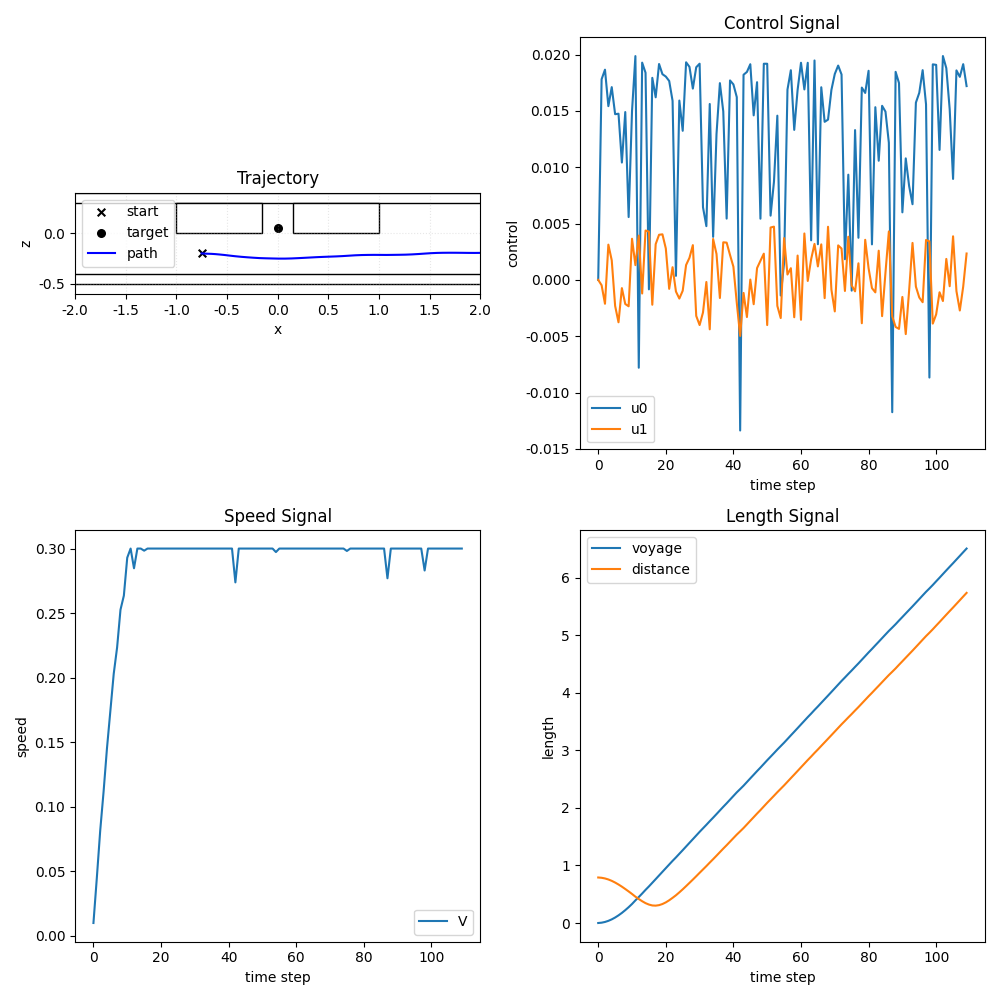 Trajectory
z
0.0
-0.5
start
target
path
-2.0 -1.5 -1.0 -0.5 0.0 0.5 1.0 1.5 2.0
x
Control Signal
control
0.020
0.015
0.010
0.005
0.000
-0.005
-0.010
-0.015
u0
u1
0 20 40 60 80 100
time step
Speed Signal
speed
0.30
0.25
0.20
0.15
0.10
0.05
0.00
V
0 20 40 60 80 100
time step
Length Signal
length
voyage
distance
6
5
4
3
2
1
0
0 20 40 60 80 100
time step